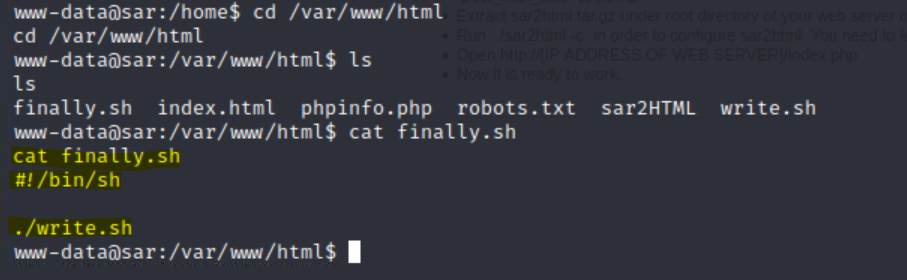 www-data@sar:/home$ cd /var/www/html
Extract sar2html.tar.gz under root directory of your web server
cd /var/www/html
Run ./sar2html -c in order to configure sar2html. You need to
www-data@sar:/var/www/html$ ls
Open http://[IP ADDRESS OF WEB SERVER]/index.php
ls
Now it is ready to work.
finally.sh index.html phpinfo.php robots.txt sar2HTML write.sh
www-data@sar:/var/www/html$ cat finally.sh
cat finally.sh
#!/bin/sh
./write.sh
www-data@sar:/var/www/html$